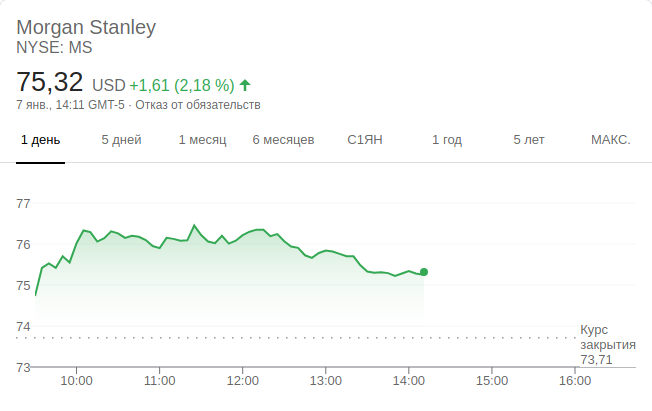 Morgan Stanley
NYSE: MS
75,32 USD +1,61 (2,18 %)
7 янв., 14:11 GMT-5 · Отказ от обязательств
1 день 5 дней 1 месяц 6 месяцев С1ЯН 1 год 5 лет МАКС.
77
76
75
74
73
Курс
закрытия
73,71
10:00 11:00 12:00 13:00 14:00 15:00 16:00